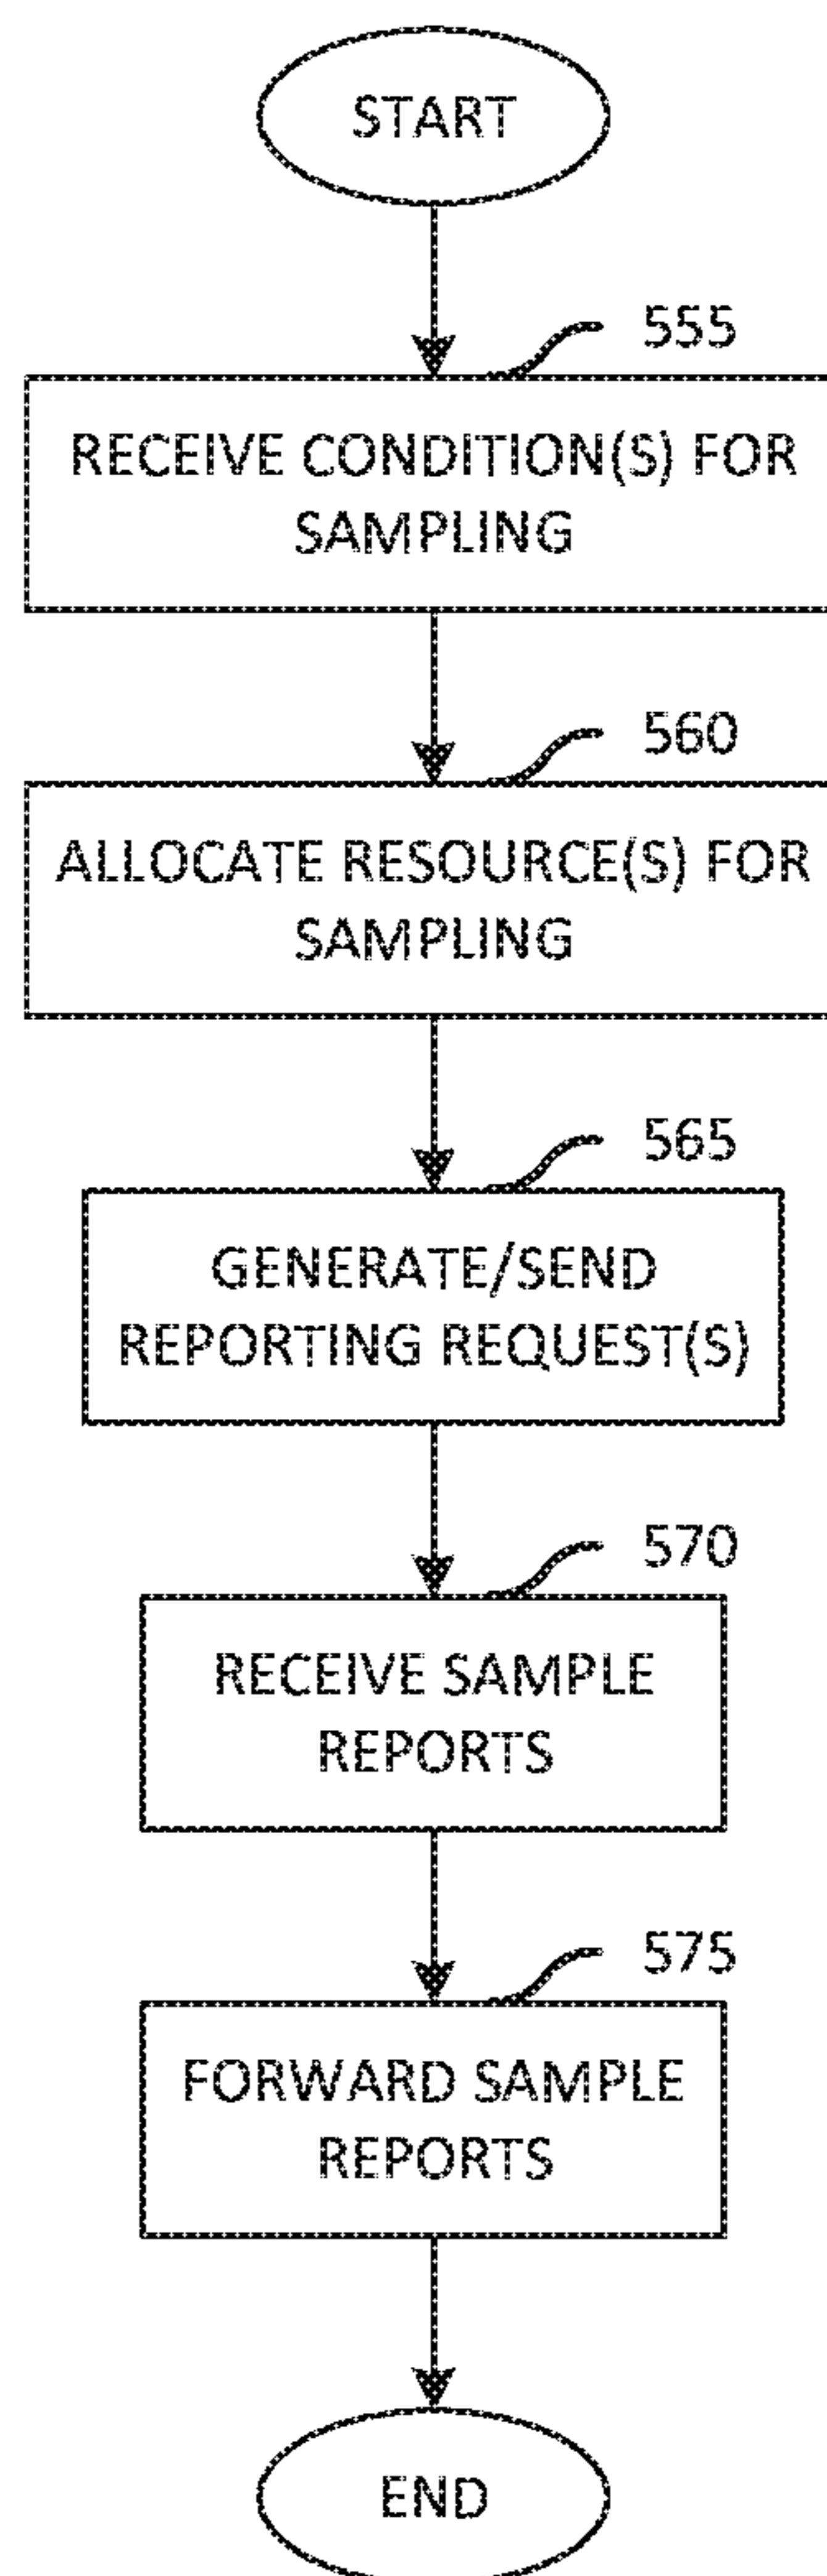 START
555
RECEIVE CONDITION(S) FOR
SAMPLING
560
ALLOCATE RESOURCE(S) FOR
SAMPLING
565
GENERATE/SEND
REPORTING REQUEST(S)
570
RECEIVE SAMPLE
REPORTS
575
FORWARD SAMPLE
REPORTS
END